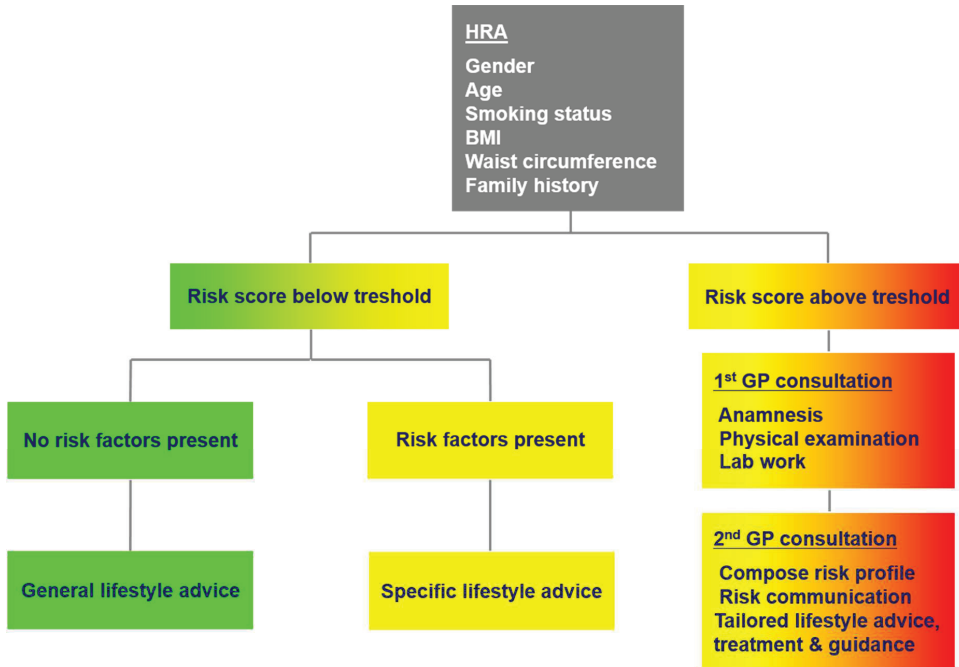 HRA
Gender
Age
Smoking status
BMI
Waist circumference
Family history
Risk score below treshold
Risk score above treshold
1st GP consultation
Anamnesis
Physical examination
Lab work
No risk factors present
Risk factors present
2nd GP consultation
Compose risk profile
Risk communication
Tailored lifestyle advice,
treatment & guidance
General lifestyle advice
Specific lifestyle advice